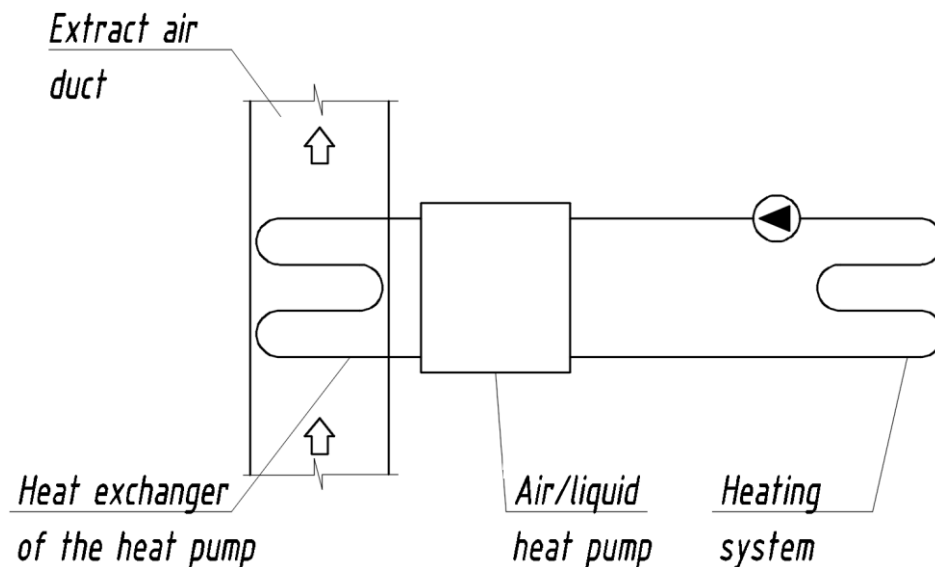 Extract air
duct
Heat exchanger
of the heat pump
Air/liquid
heat pump
Heating
system